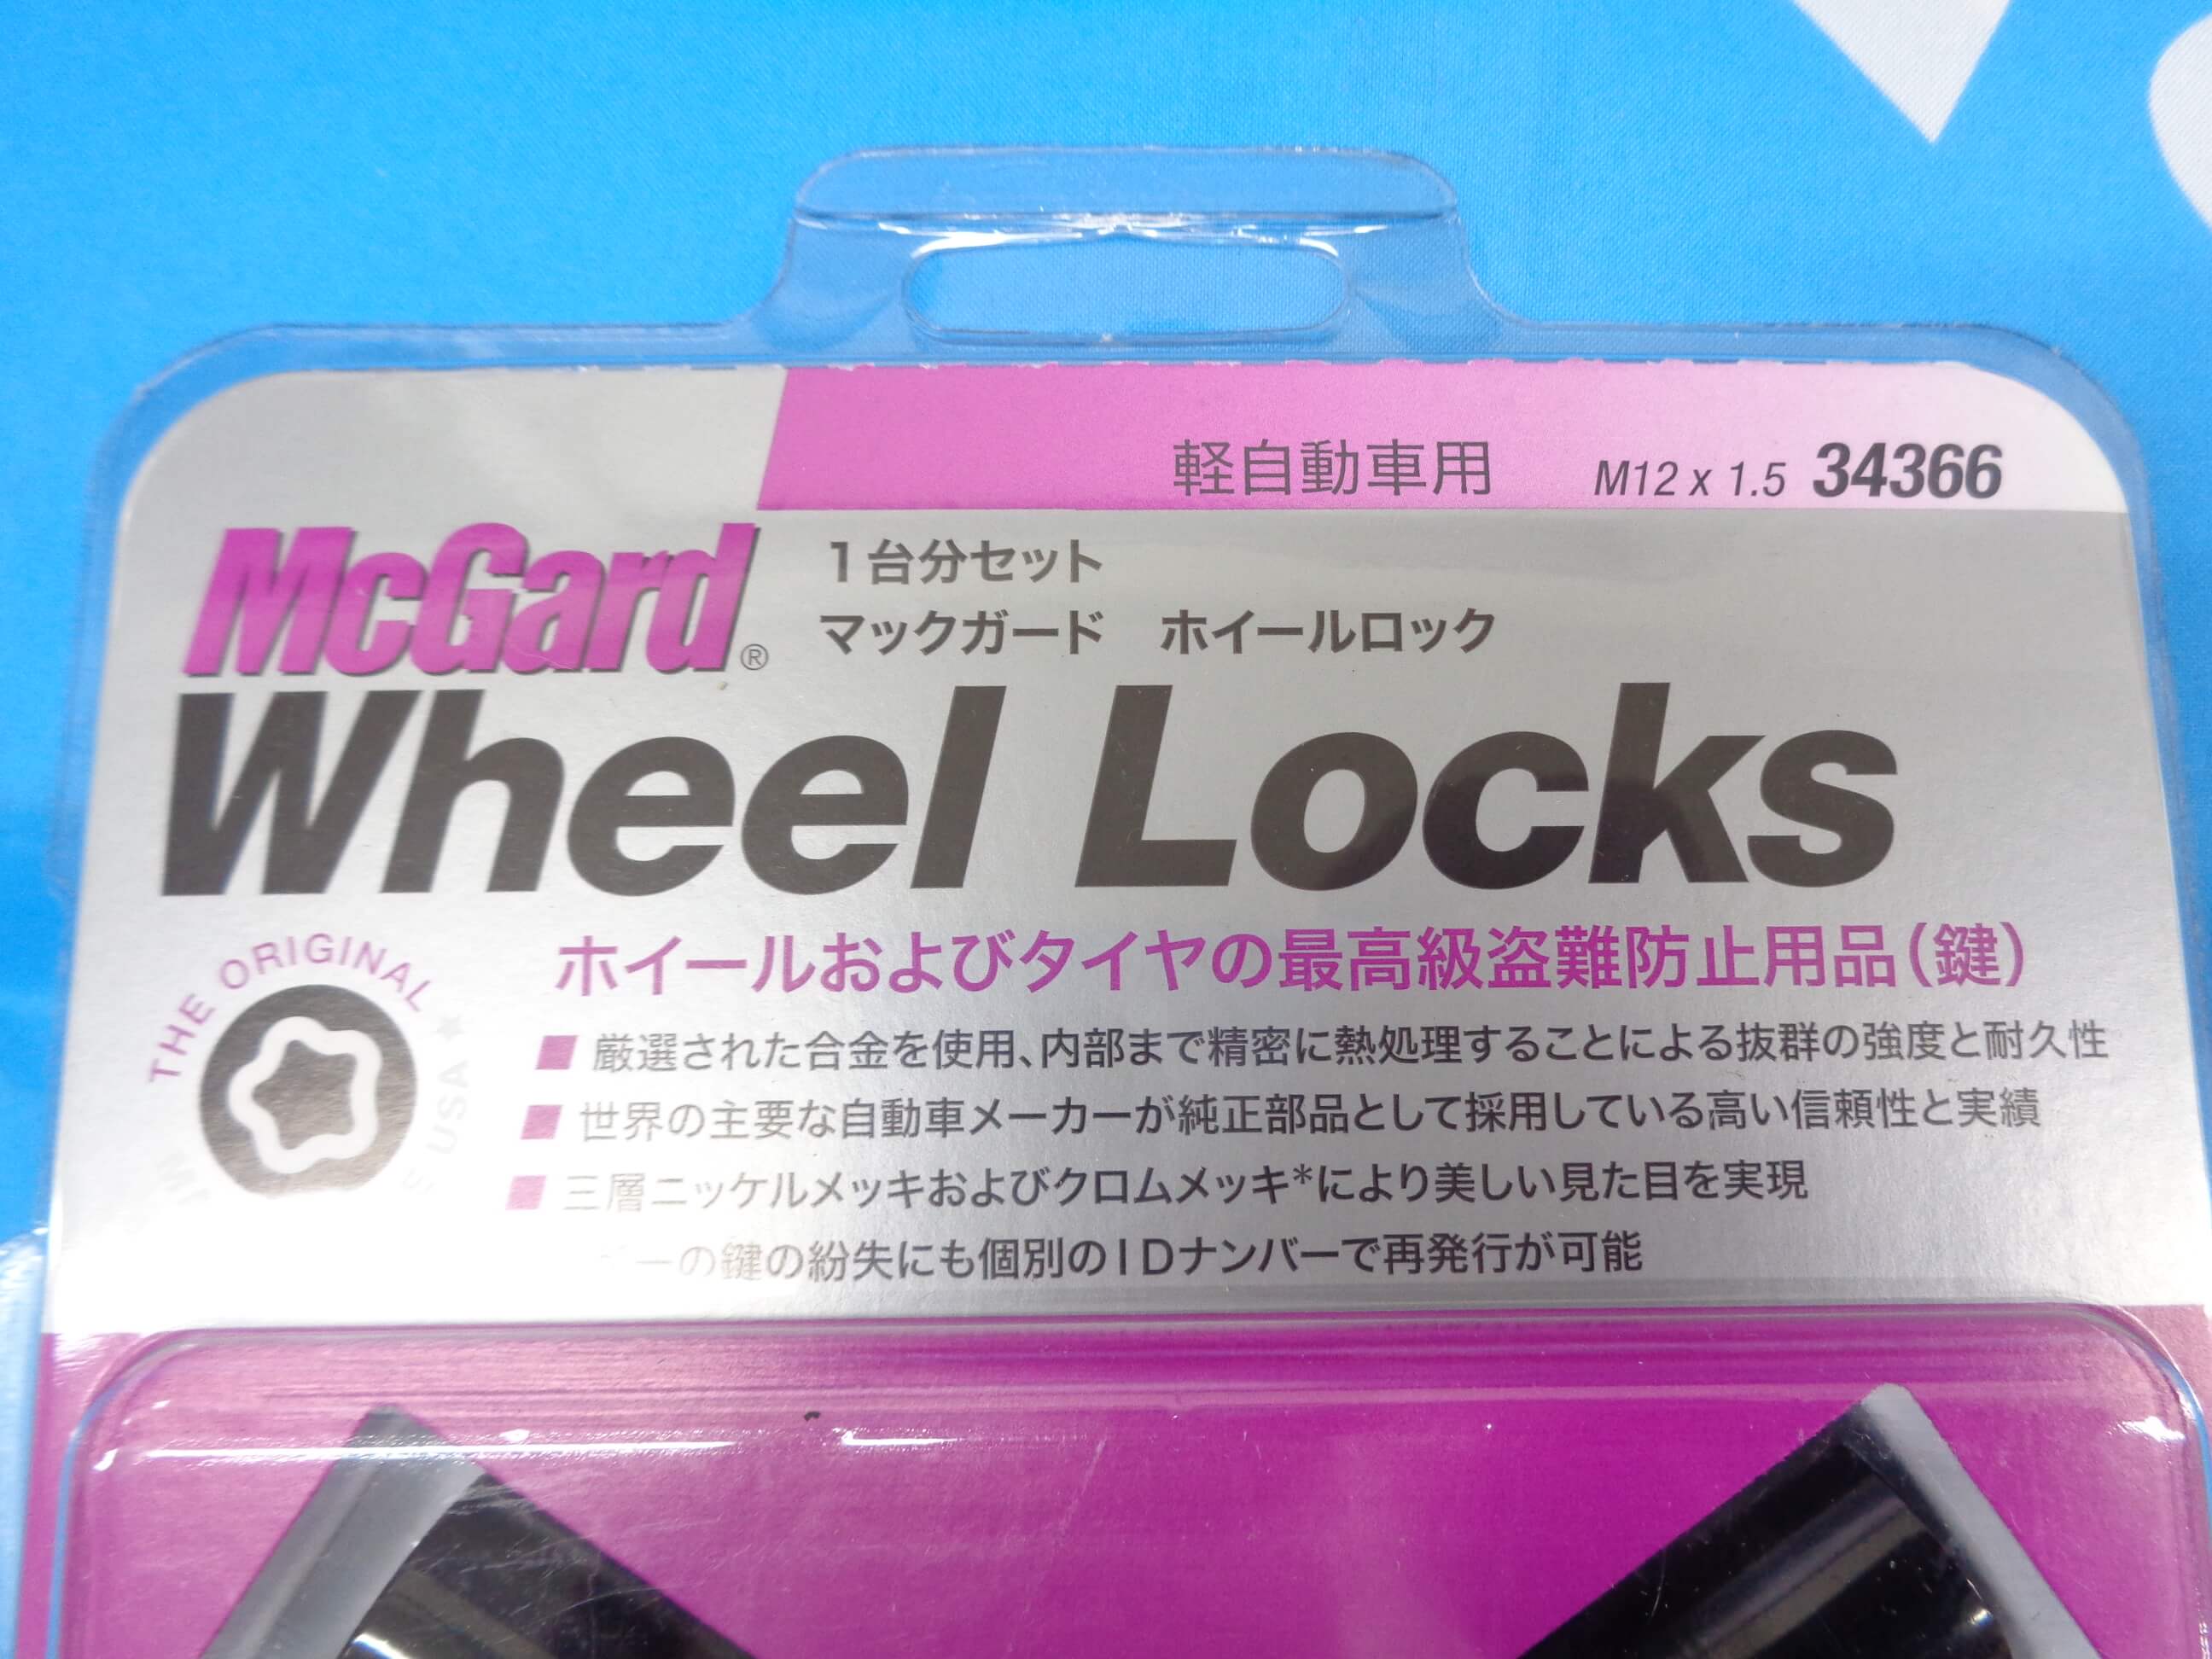 軽自動車用 M12 x 1.5 34366
McGard®
1台分セット
マックガード ホイールロック
Wheel Locks
THE ORIGINAL
★ USA
ホイールおよびタイヤの最高級盗難防止用品（鍵）
■ 厳選された合金を使用、内部まで精密に熱処理することによる抜群の強度と耐久性
■ 世界の主要な自動車メーカーが純正部品として採用している高い信頼性と実績
■ 三層ニッケルメッキおよびクロムメッキ*により美しい見た目を実現
ーの鍵の紛失にも個別のIDナンバーで再発行が可能